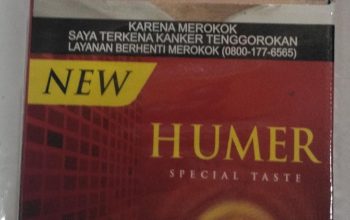 KARENA MEROKOK
SAYA TERKENA KANKER TENGGOROKAN
LAYANAN BERHENTI MEROKOK (0800-177-6565)
NEW
HUMER
SPECIAL TASTE